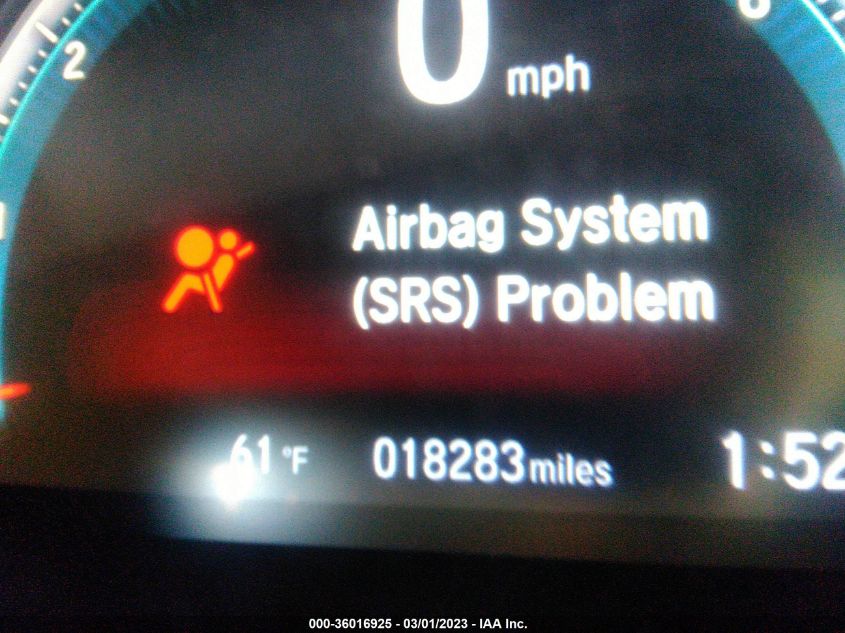 2
0 mph
1
Airbag System
(SRS) Problem
61 °F 018283 miles 1:52
000-36016925 - 03/01/2023 - IAA Inc.